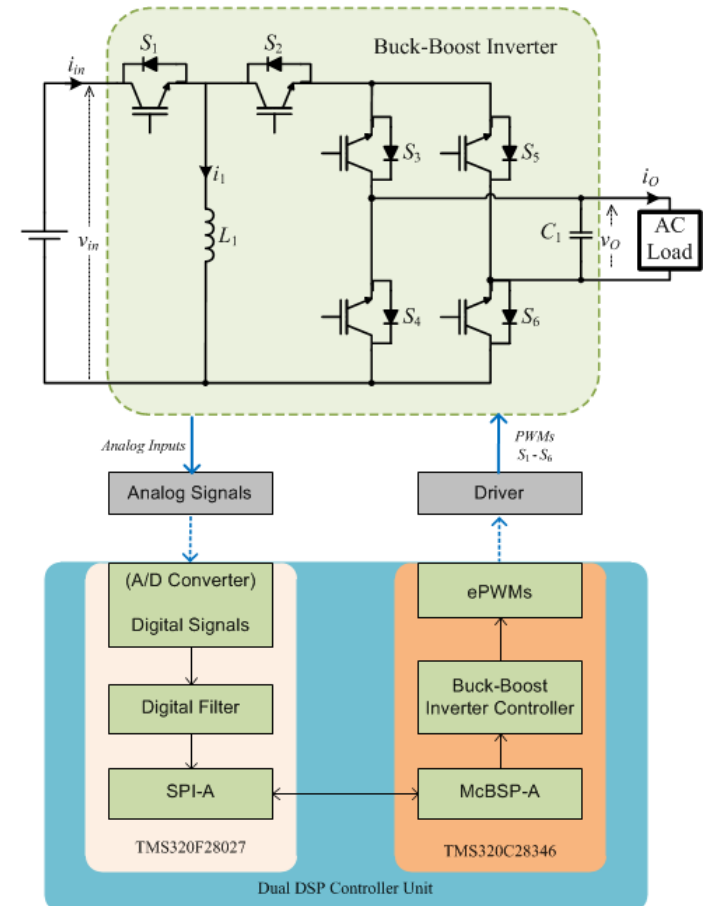 S1
S2
Buck-Boost Inverter
iin
S3
S5
i1
iO
vin
L1
C1
vO
AC
Load
S4
S6
Analog Inputs
PWMs
S1 - S6
Analog Signals
Driver
(A/D Converter)
Digital Signals
ePWMs
Digital Filter
Buck-Boost
Inverter Controller
SPI-A
McBSP-A
TMS320F28027
TMS320C28346
Dual DSP Controller Unit